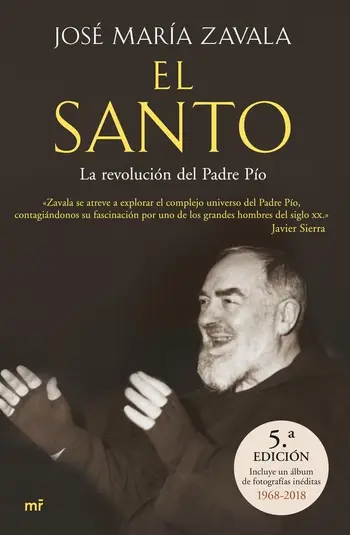 JOSÉ MARÍA ZAVALA
EL
SANTO
La revolución del Padre Pío
«Zavala se atreve a explorar el complejo universo del Padre Pío,
contagiándonos su fascinación por uno de los grandes hombres del siglo XX.»
Javier Sierra
5.ª
EDICIÓN
Incluye un álbum
de fotografías inéditas
1968-2018
mr